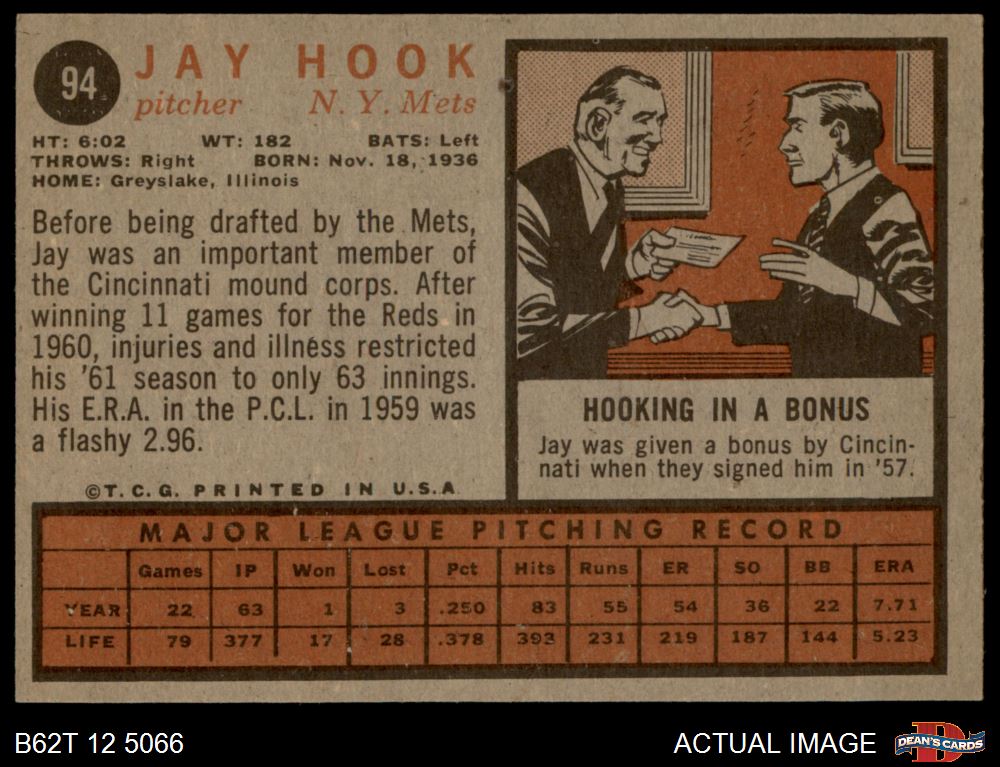 94
JAY HOOK
pitcher N. Y. Mets
HT: 6:02 WT: 182 BATS: Left
THROWS: Right BORN: Nov. 18, 1936
HOME: Greyslake, Illinois
Before being drafted by the Mets,
Jay was an important member of
the Cincinnati mound corps. After
winning 11 games for the Reds in
1960, injuries and illness restricted
his '61 season to only 63 innings.
His E.R.A. in the P.C.L. in 1959 was
a flashy 2.96.
©T.C.G. PRINTED IN U.S.A
HOOKING IN A BONUS
Jay was given a bonus by Cincin-
nati when they signed him in '57.
MAJOR LEAGUE PITCHING RECORD
Games IP Won Lost Pct Hits Runs ER SO BB ERA
YEAR 22 63 1 3 .250 83 55 54 36 22 7.71
LIFE 79 377 17 28 .378 393 231 219 187 144 5.23
B62T 12 5066
ACTUAL IMAGE
D
DEAN'S CARDS